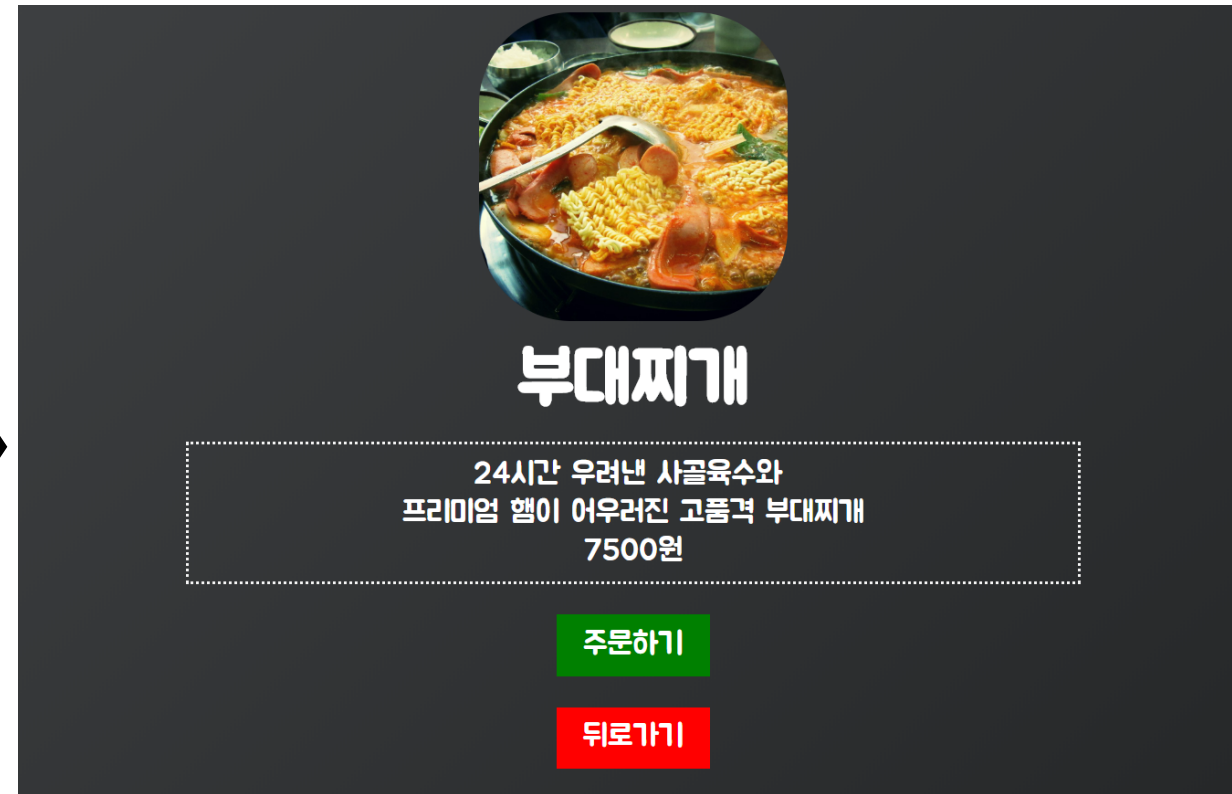 부대찌개
24시간 우려낸 사골육수와
프리미엄 햄이 어우러진 고품격 부대찌개
7500원
주문하기
뒤로가기